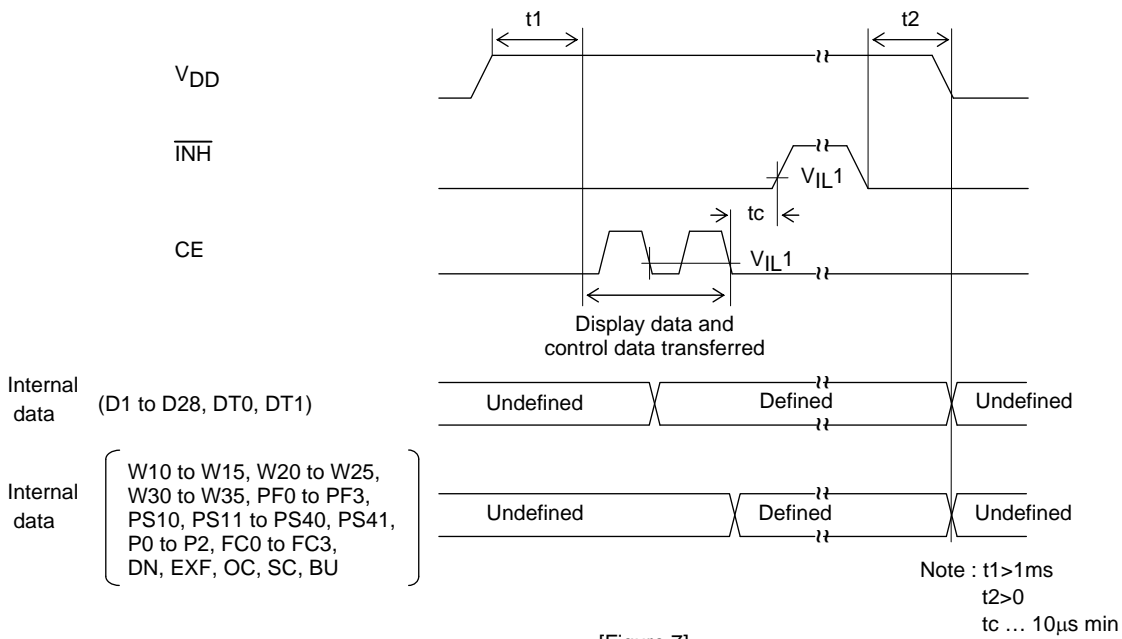 t1
t2
VDD
INH
VIL1
tc
CE
VIL1
Display data and
control data transferred
Internal
data
(D1 to D28, DT0, DT1)
Undefined
Defined
Undefined
Internal
data
W10 to W15, W20 to W25,
W30 to W35, PF0 to PF3,
PS10, PS11 to PS40, PS41,
P0 to P2, FC0 to FC3,
DN, EXF, OC, SC, BU
Undefined
Defined
Undefined
Note : t1>1ms
t2>0
tc … 10μs min
[Figure 7]